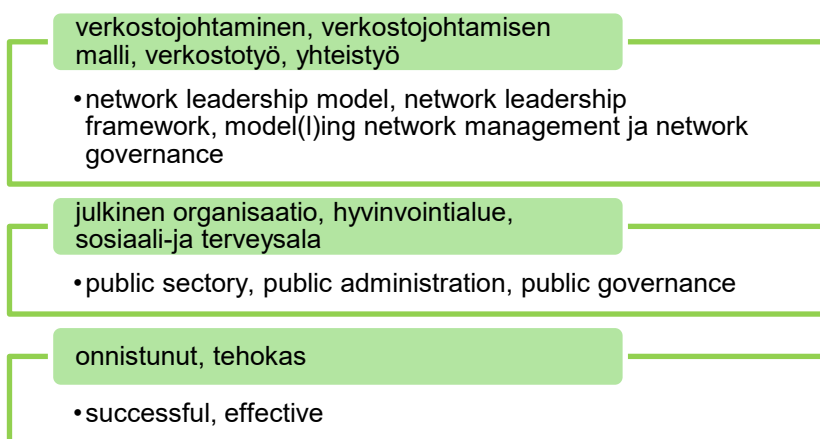 verkostojohtaminen, verkostojohtamisen
malli, verkostotyö, yhteistyö
•network leadership model, network leadership
framework, model(l)ing network management ja network
governance
julkinen organisaatio, hyvinvointialue,
sosiaali-ja terveysala
•public sectory, public administration, public governance
onnistunut, tehokas
•successful, effective